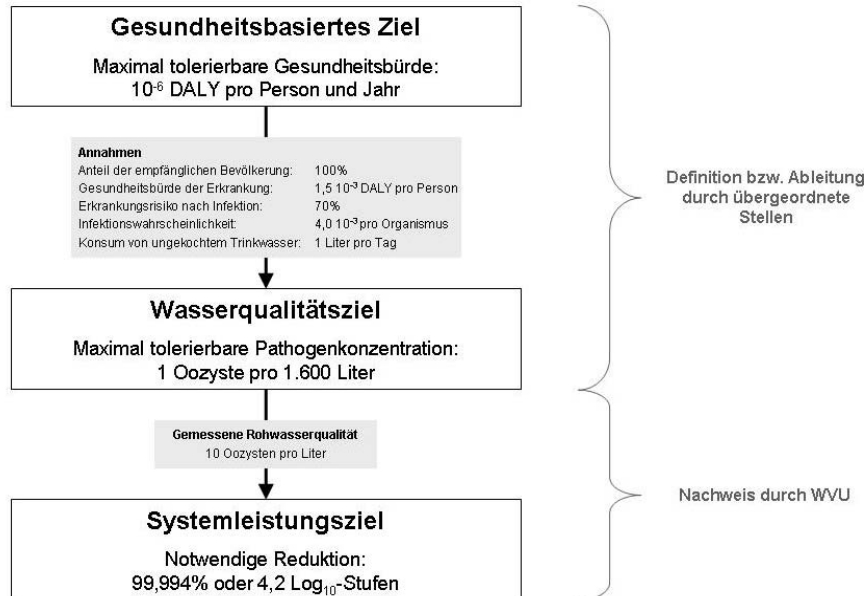 Gesundheitsbasiertes Ziel
Maximal tolerierbare Gesundheitsbürde:
10⁻⁶ DALY pro Person und Jahr
Annahmen
Anteil der empfänglichen Bevölkerung: 100%
Gesundheitsbürde der Erkrankung: 1,5 10⁻³ DALY pro Person
Erkrankungsrisiko nach Infektion: 70%
Infektionswahrscheinlichkeit: 4,0 10⁻³ pro Organismus
Konsum von ungekochtem Trinkwasser: 1 Liter pro Tag
Definition bzw. Ableitung
durch übergeordnete
Stellen
Wasserqualitätsziel
Maximal tolerierbare Pathogenkonzentration:
1 Oozyste pro 1.600 Liter
Gemessene Rohwasserqualität
10 Oozysten pro Liter
Nachweis durch WVU
Systemleistungsziel
Notwendige Reduktion:
99,994% oder 4,2 Log₁₀-Stufen